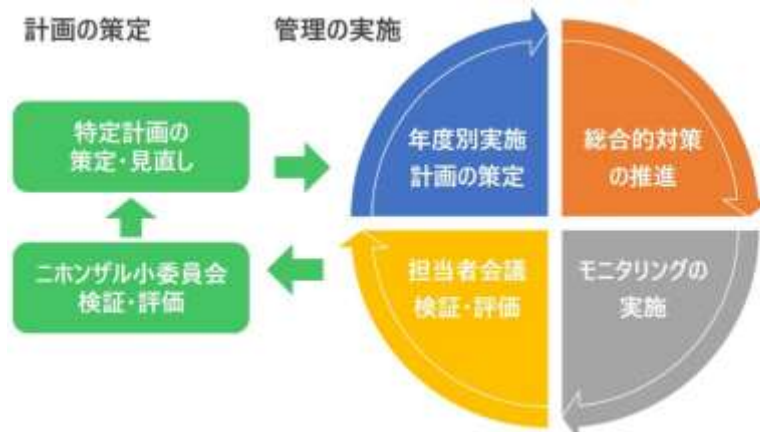 計画の策定
管理の実施
特定計画の
策定・見直し
ニホンザル小委員会
検証・評価
年度別実施
計画の策定
総合的対策
の推進
担当者会議
検証・評価
モニタリングの
実施